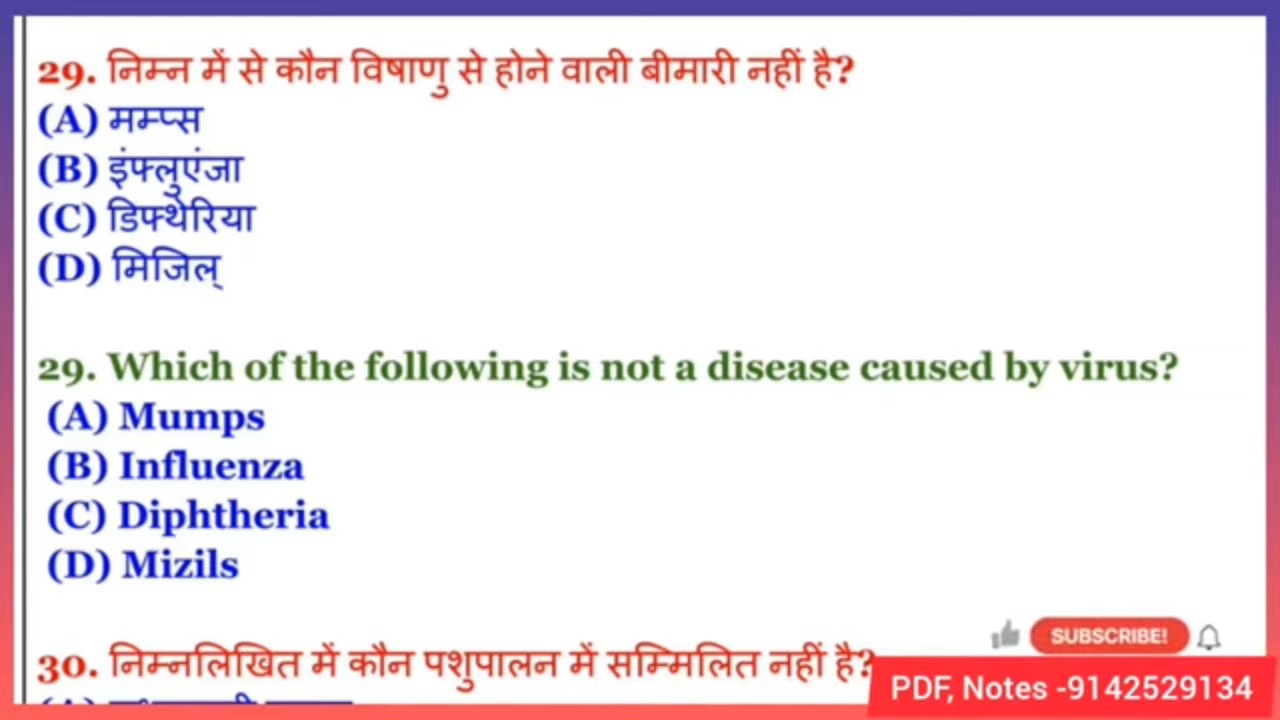 29. निम्न में से कौन विषाणु से होने वाली बीमारी नहीं है?
(A) मम्प्स
(B) इंफ्लुएंजा
(C) डिफ्थेरिया
(D) मिजिल्
29. Which of the following is not a disease caused by virus?
(A) Mumps
(B) Influenza
(C) Diphtheria
(D) Mizils
SUBSCRIBE!
30. निम्नलिखित में कौन पशुपालन में सम्मिलित नहीं है?
PDF, Notes -9142529134
(A)